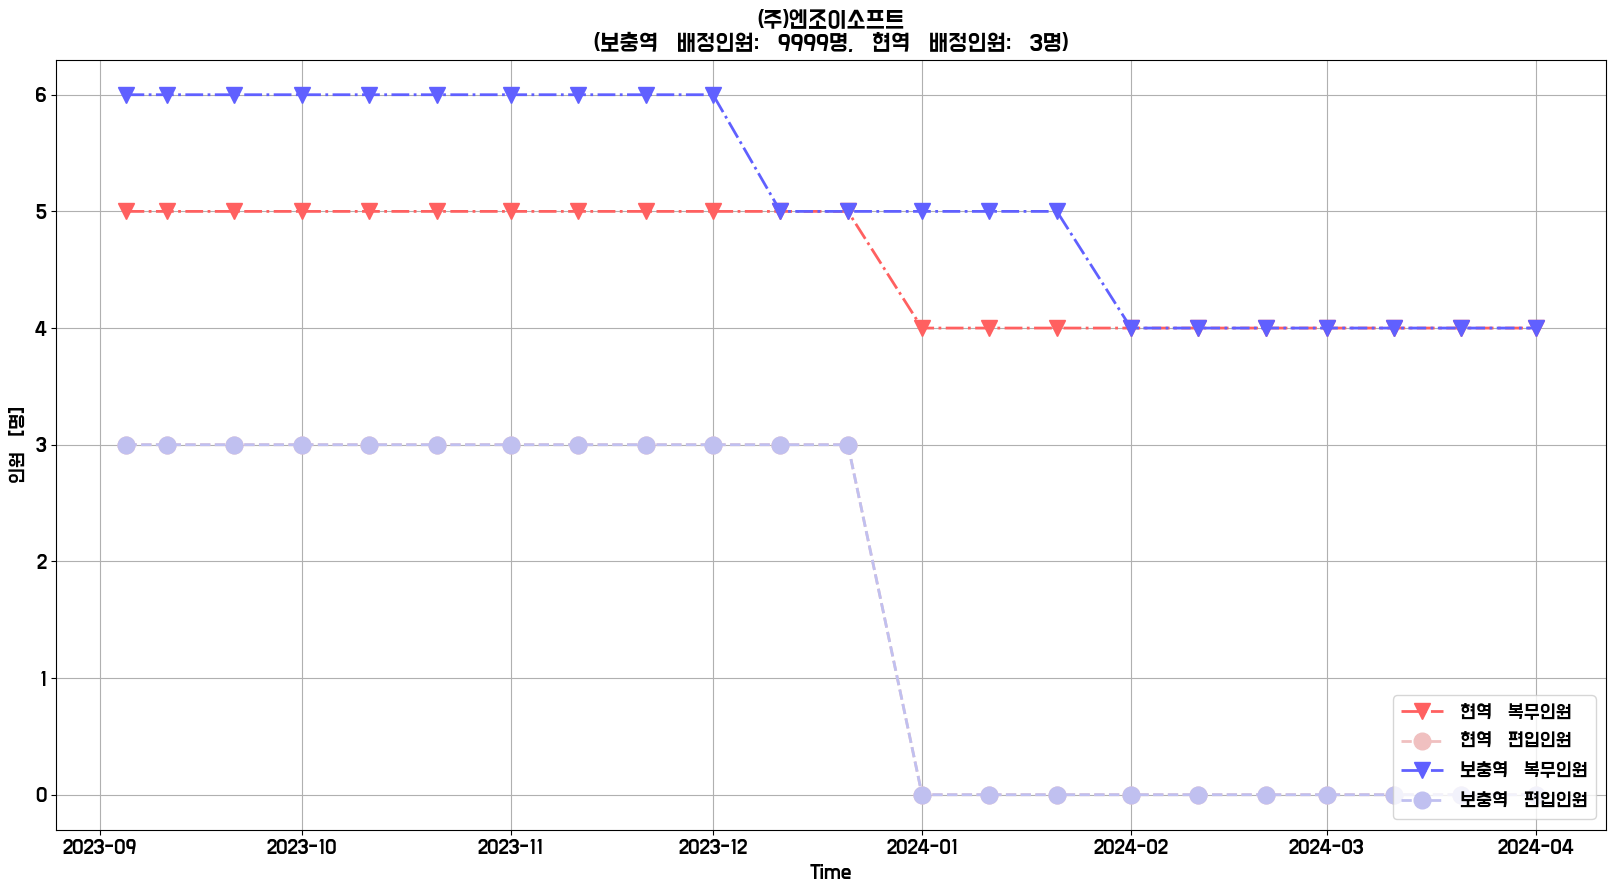 (주)엔조이소프트
(보충역 배정인원: 9999명, 현역 배정인원: 3명)
인원 [명]
6
5
4
3
2
1
0
2023-09 2023-10 2023-11 2023-12 2024-01 2024-02 2024-03 2024-04
Time
현역 복무인원
현역 편입인원
보충역 복무인원
보충역 편입인원